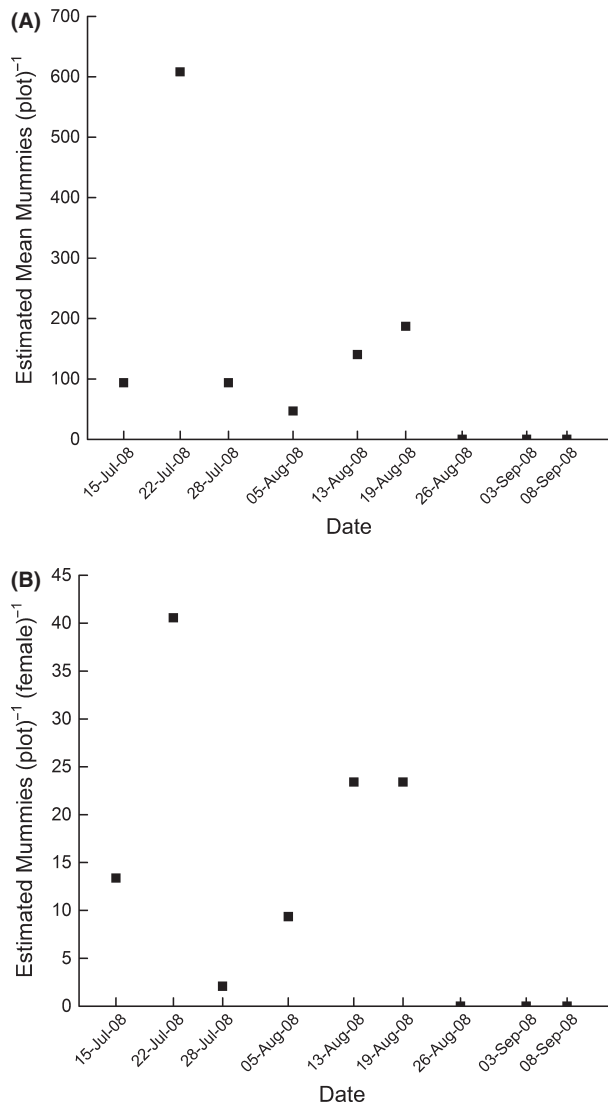 (A)
700
600
500
400
300
200
100
0
Estimated Mean Mummies (plot)⁻¹
15-Jul-08
22-Jul-08
28-Jul-08
05-Aug-08
13-Aug-08
19-Aug-08
26-Aug-08
03-Sep-08
08-Sep-08
Date
(B)
45
40
35
30
25
20
15
10
5
0
Estimated Mummies (plot)⁻¹ (female)⁻¹
15-Jul-08
22-Jul-08
28-Jul-08
05-Aug-08
13-Aug-08
19-Aug-08
26-Aug-08
03-Sep-08
08-Sep-08
Date